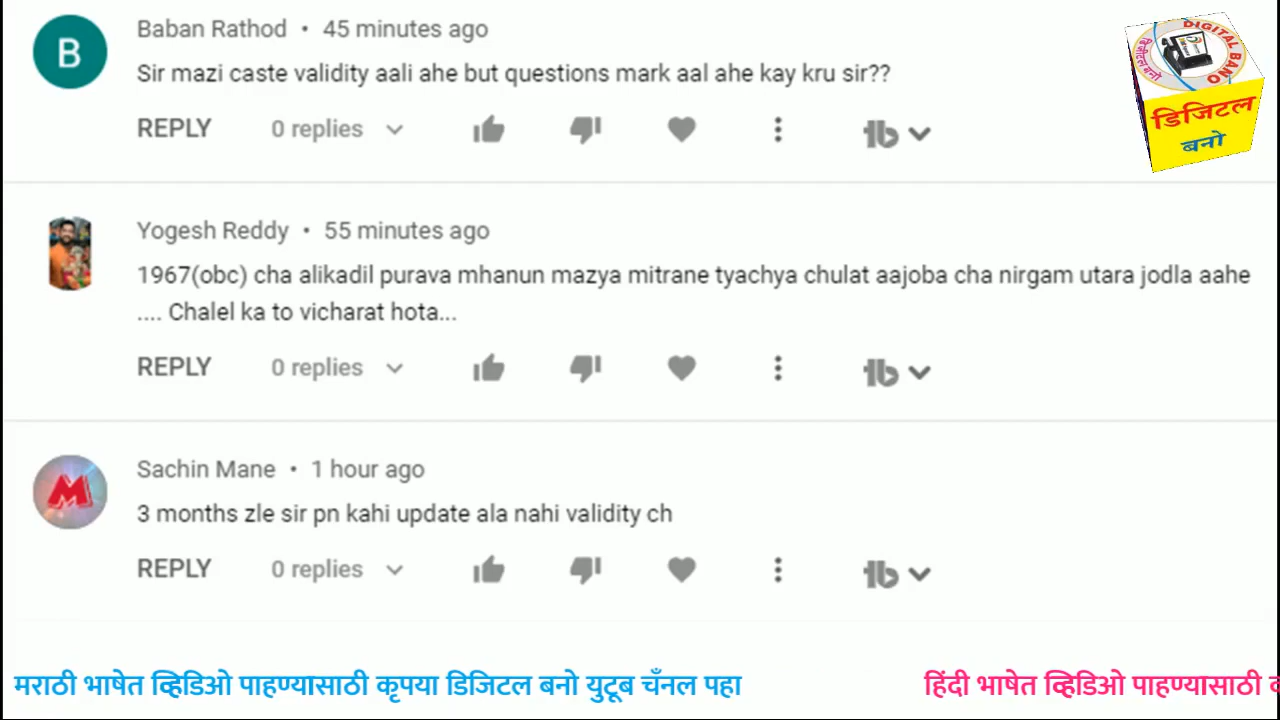 B
Baban Rathod • 45 minutes ago
Sir mazi caste validity aali ahe but questions mark aal ahe kay kru sir??
REPLY 0 replies
DIGITAL BANO
डिजिटल बनो
डिजिटल
बनो
Yogesh Reddy • 55 minutes ago
1967(obc) cha alikadil purava mhanun mazya mitrane tyachya chulat aajoba cha nirgam utara jodla aahe
.... Chalel ka to vicharat hota...
REPLY 0 replies
M
Sachin Mane • 1 hour ago
3 months zle sir pn kahi update ala nahi validity ch
REPLY 0 replies
मराठी भाषेत व्हिडिओ पाहण्यासाठी कृपया डिजिटल बनो युटूब चॅंनल पहा
हिंदी भाषेत व्हिडिओ पाहण्यासाठी